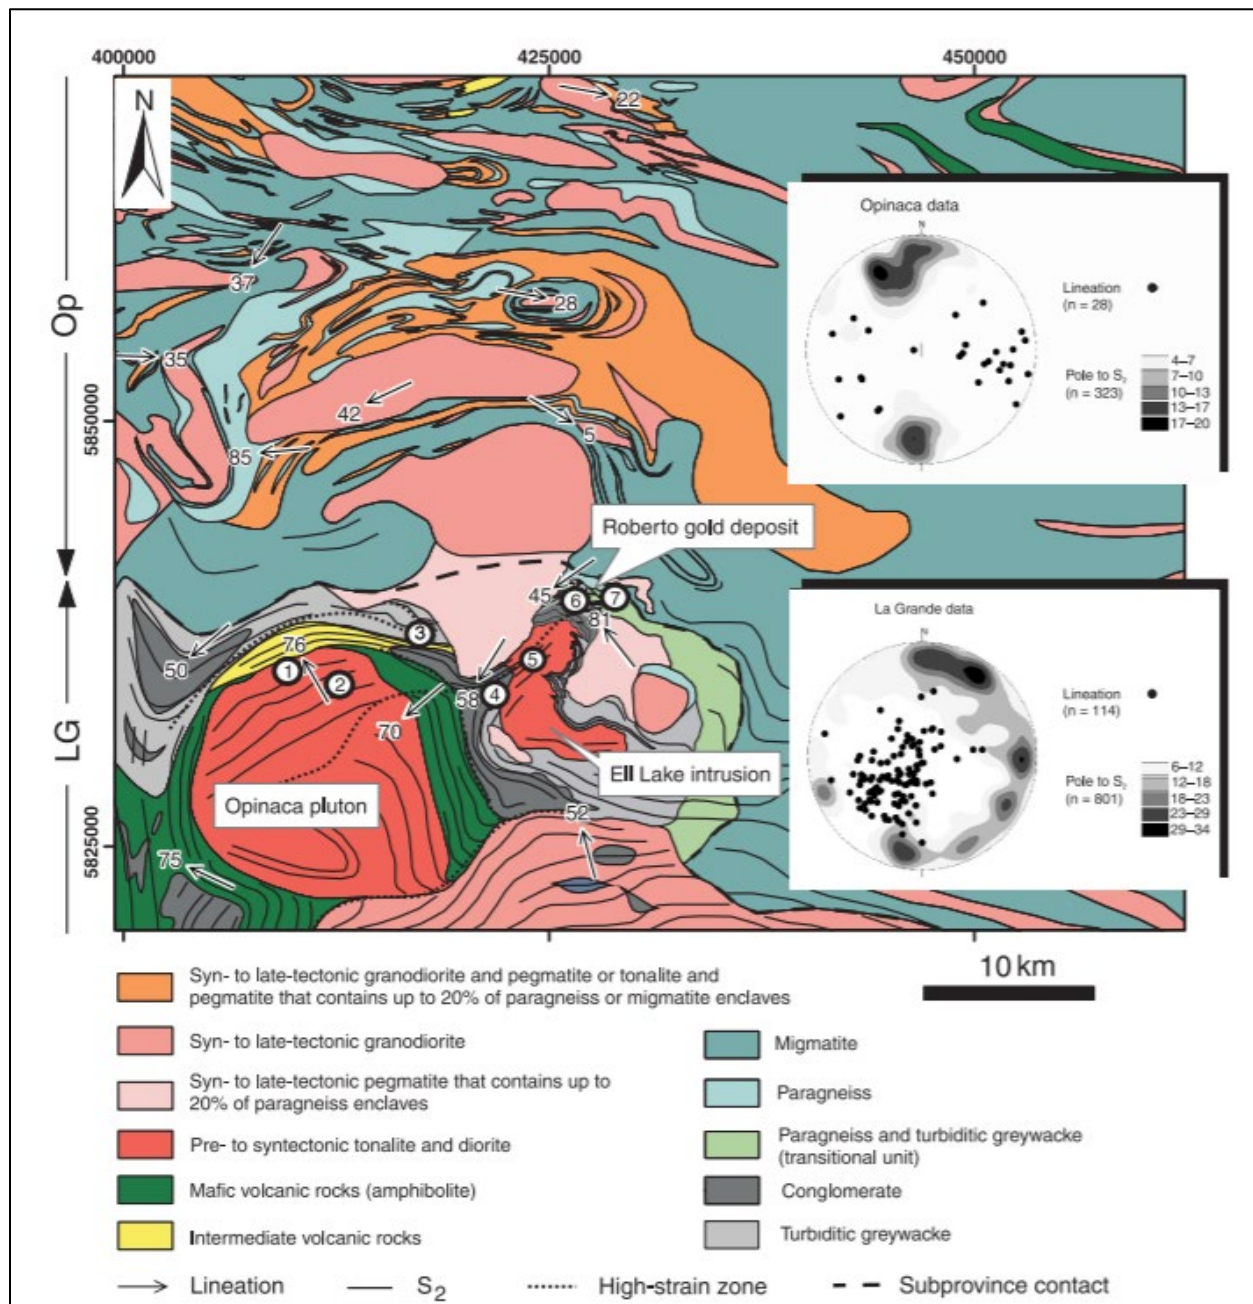 400000
425000
450000
N
22
Opinaca data
N
Lineation
(n = 28)
Pole to S2
(n = 323)
4–7
7–10
10–13
13–17
17–20
Op
37
28
35
42
5
5850000
85
Roberto gold deposit
45
6
7
81
3
La Grande data
N
50
76
1
2
5
58
4
Lineation
(n = 114)
LG
70
Ell Lake intrusion
Pole to S2
(n = 801)
6–12
12–18
18–23
23–29
29–34
Opinaca pluton
52
75
5825000
10 km
Syn- to late-tectonic granodiorite and pegmatite or tonalite and
pegmatite that contains up to 20% of paragneiss or migmatite enclaves
Syn- to late-tectonic granodiorite
Syn- to late-tectonic pegmatite that contains up to
20% of paragneiss enclaves
Pre- to syntectonic tonalite and diorite
Mafic volcanic rocks (amphibolite)
Intermediate volcanic rocks
Migmatite
Paragneiss
Paragneiss and turbiditic greywacke
(transitional unit)
Conglomerate
Turbiditic greywacke
Lineation
S2
High-strain zone
Subprovince contact